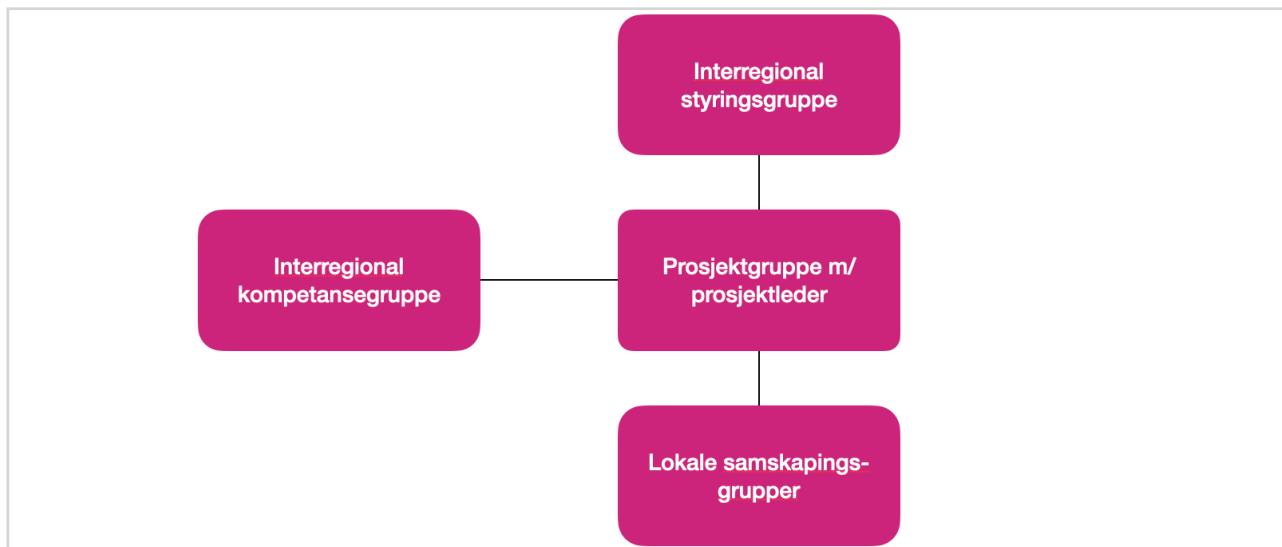 Interregional
styringsgruppe
Interregional
kompetansegruppe
Prosjektgruppe m/
prosjektleder
Lokale samskapings-
grupper